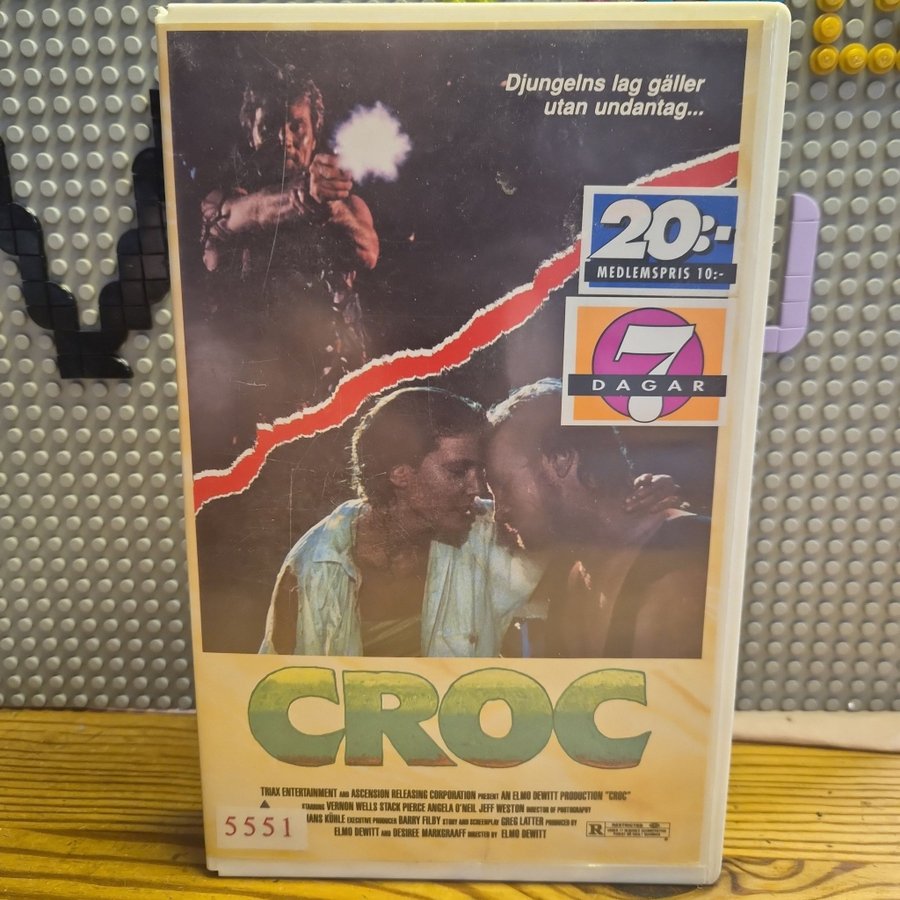 Djungelns lag gäller
utan undantag...
20:-
MEDLEMSPRIS 10:-
7
DAGAR
CROC
TRIAX ENTERTAINMENT AND ASCENSION RELEASING CORPORATION PRESENT AN ELMO DEWITT PRODUCTION "CROC"
STARRING VERNON WELLS STACK PIERCE ANGELA O'NEIL JEFF WESTON DIRECTOR OF PHOTOGRAPHY
HANS KÜHLE EXECUTIVE PRODUCER BARRY FILBY STORY AND SCREENPLAY GREG LATTER PRODUCED BY
ELMO DEWITT AND DESIREE MARKGRAAFF DIRECTED BY ELMO DEWITT
5551
R RESTRICTED